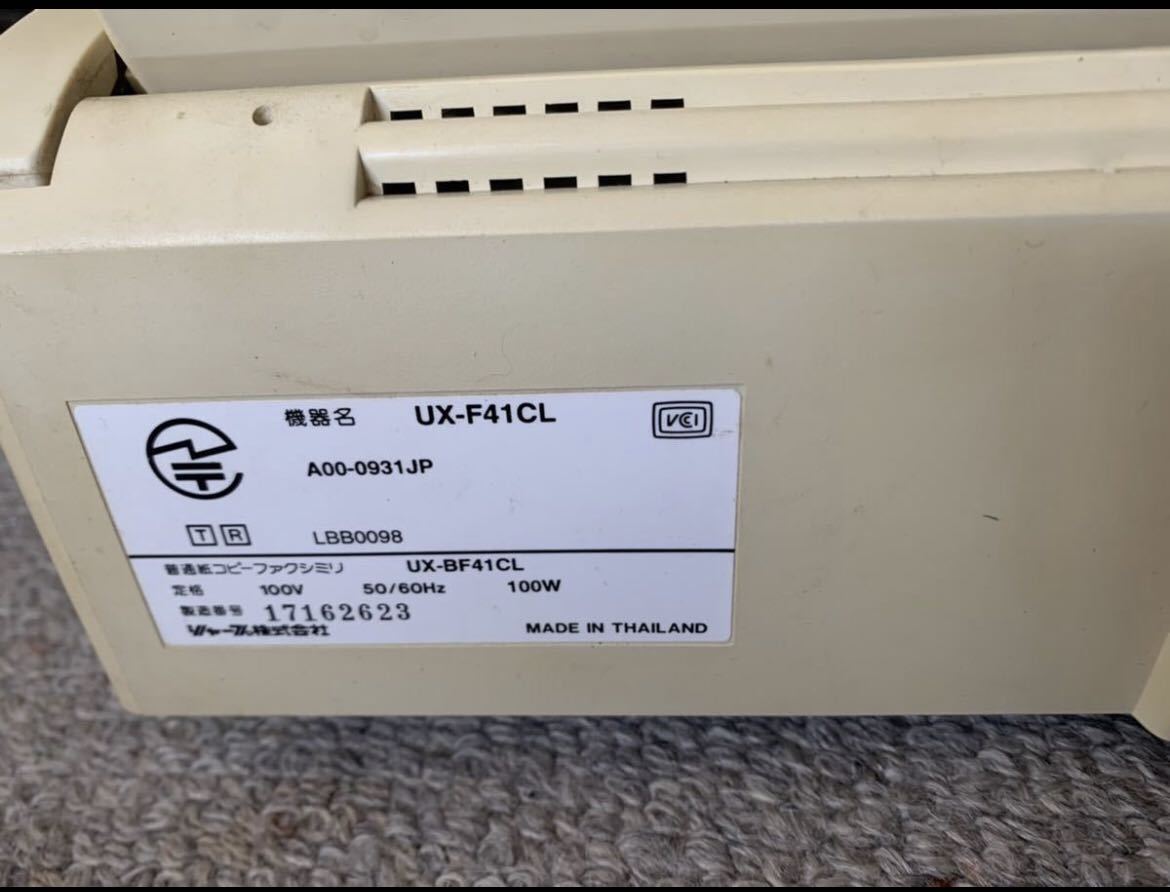 機器名 UX-F41CL
VCCI
A00-0931JP
T R LBB0098
普通紙コピーファクシミリ UX-BF41CL
定格 100V 50/60Hz 100W
製造番号 17162623
シャープ株式会社 MADE IN THAILAND